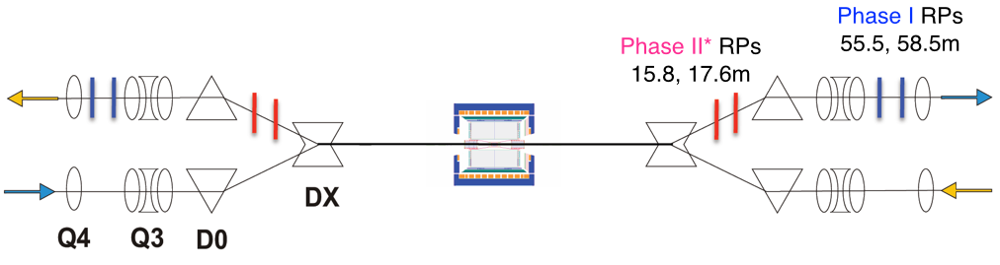 Phase I RPs
55.5, 58.5m
Phase II* RPs
15.8, 17.6m
DX
Q4 Q3 D0